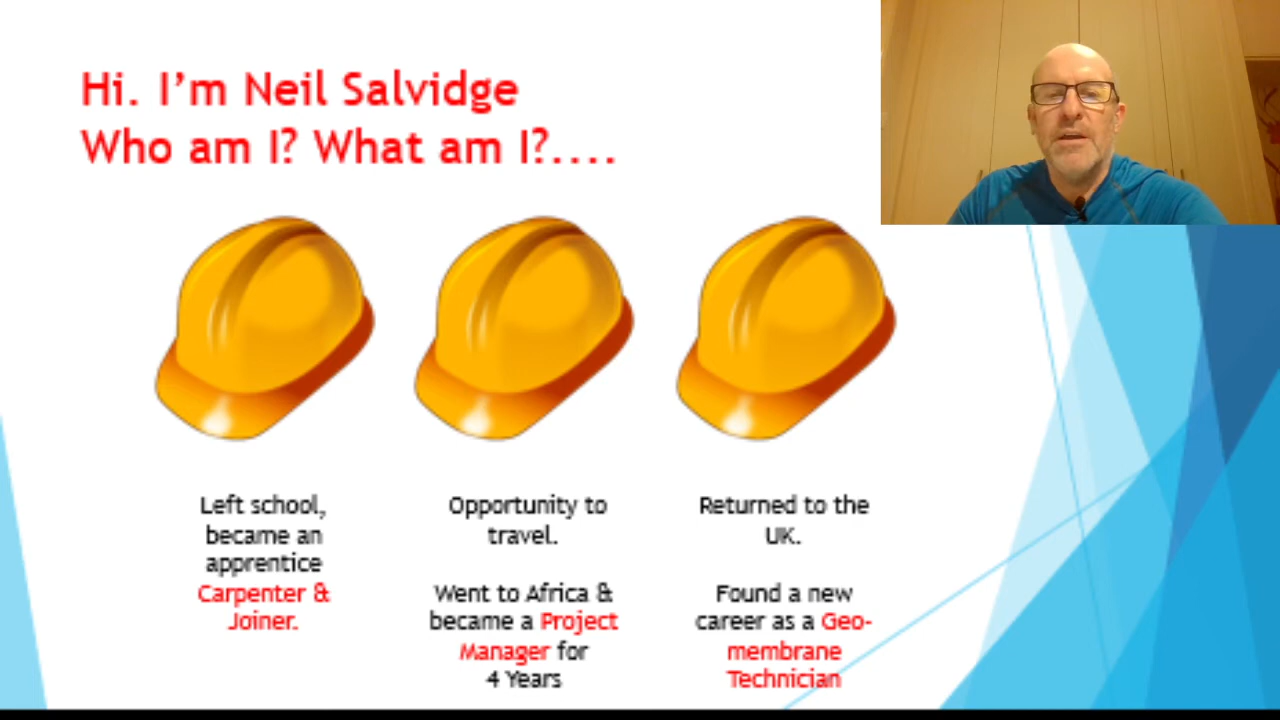 Hi. I'm Neil Salvidge
Who am I? What am I?....
Left school,
became an
apprentice
Carpenter &
Joiner.
Opportunity to
travel.
Went to Africa &
became a Project
Manager for
4 Years
Returned to the
UK.
Found a new
career as a Geo-
membrane
Technician